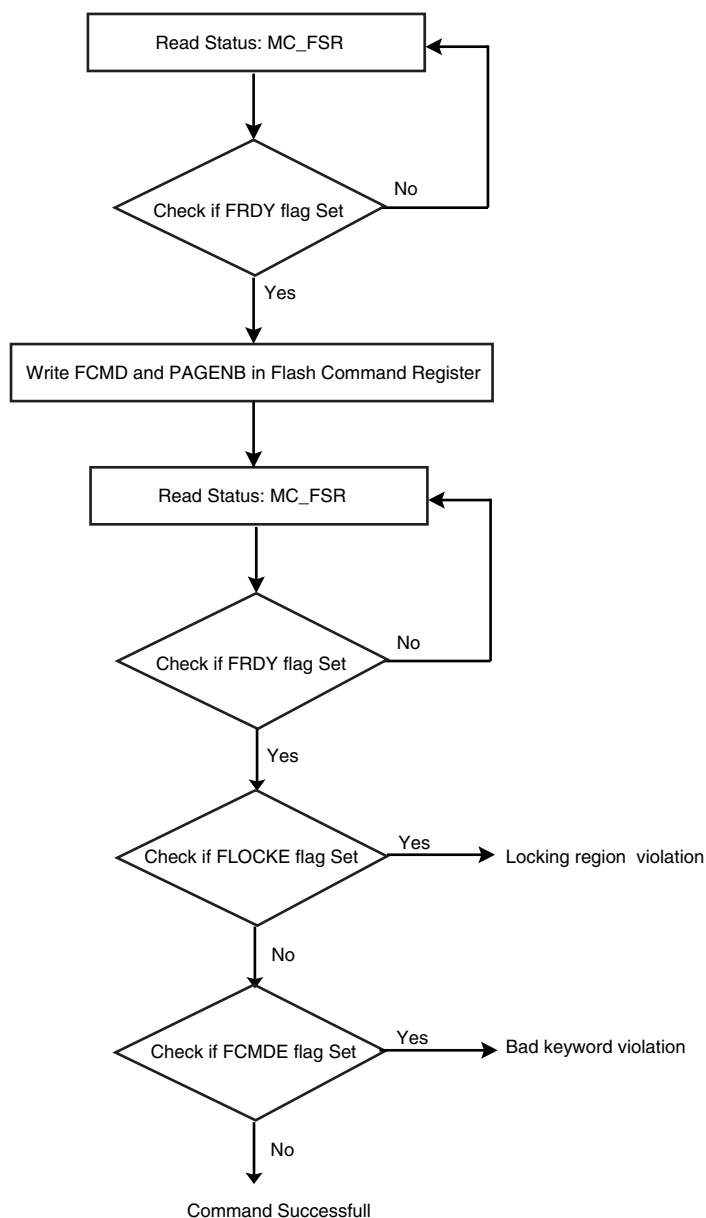 Read Status: MC_FSR
No
Check if FRDY flag Set
Yes
Write FCMD and PAGENB in Flash Command Register
Read Status: MC_FSR
No
Check if FRDY flag Set
Yes
Check if FLOCKE flag Set
Yes
Locking region violation
No
Check if FCMDE flag Set
Yes
Bad keyword violation
No
Command Successfull